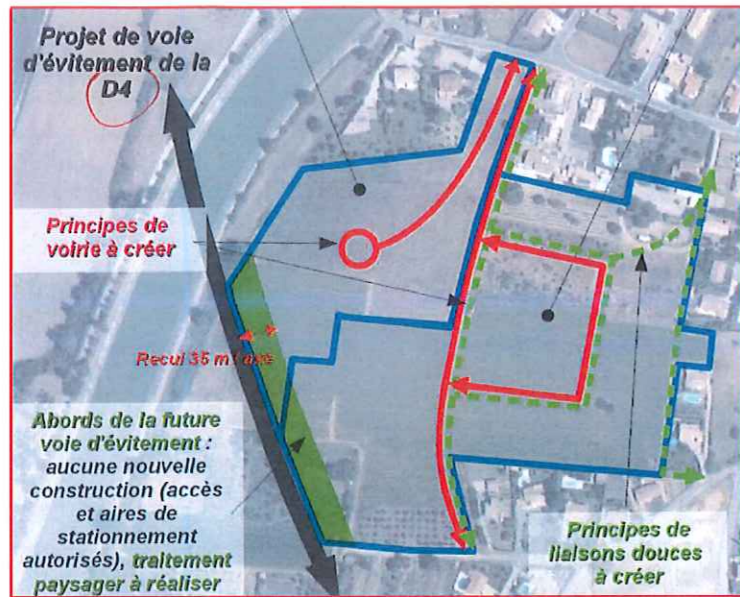 Projet de voie
d'évitement de la
D4
Principes de
voirie à créer
Recul 35 m / axe
Abords de la future
voie d'évitement :
aucune nouvelle
construction (accès
et aires de
stationnement
autorisés), traitement
paysager à réaliser
Principes de
liaisons douces
à créer